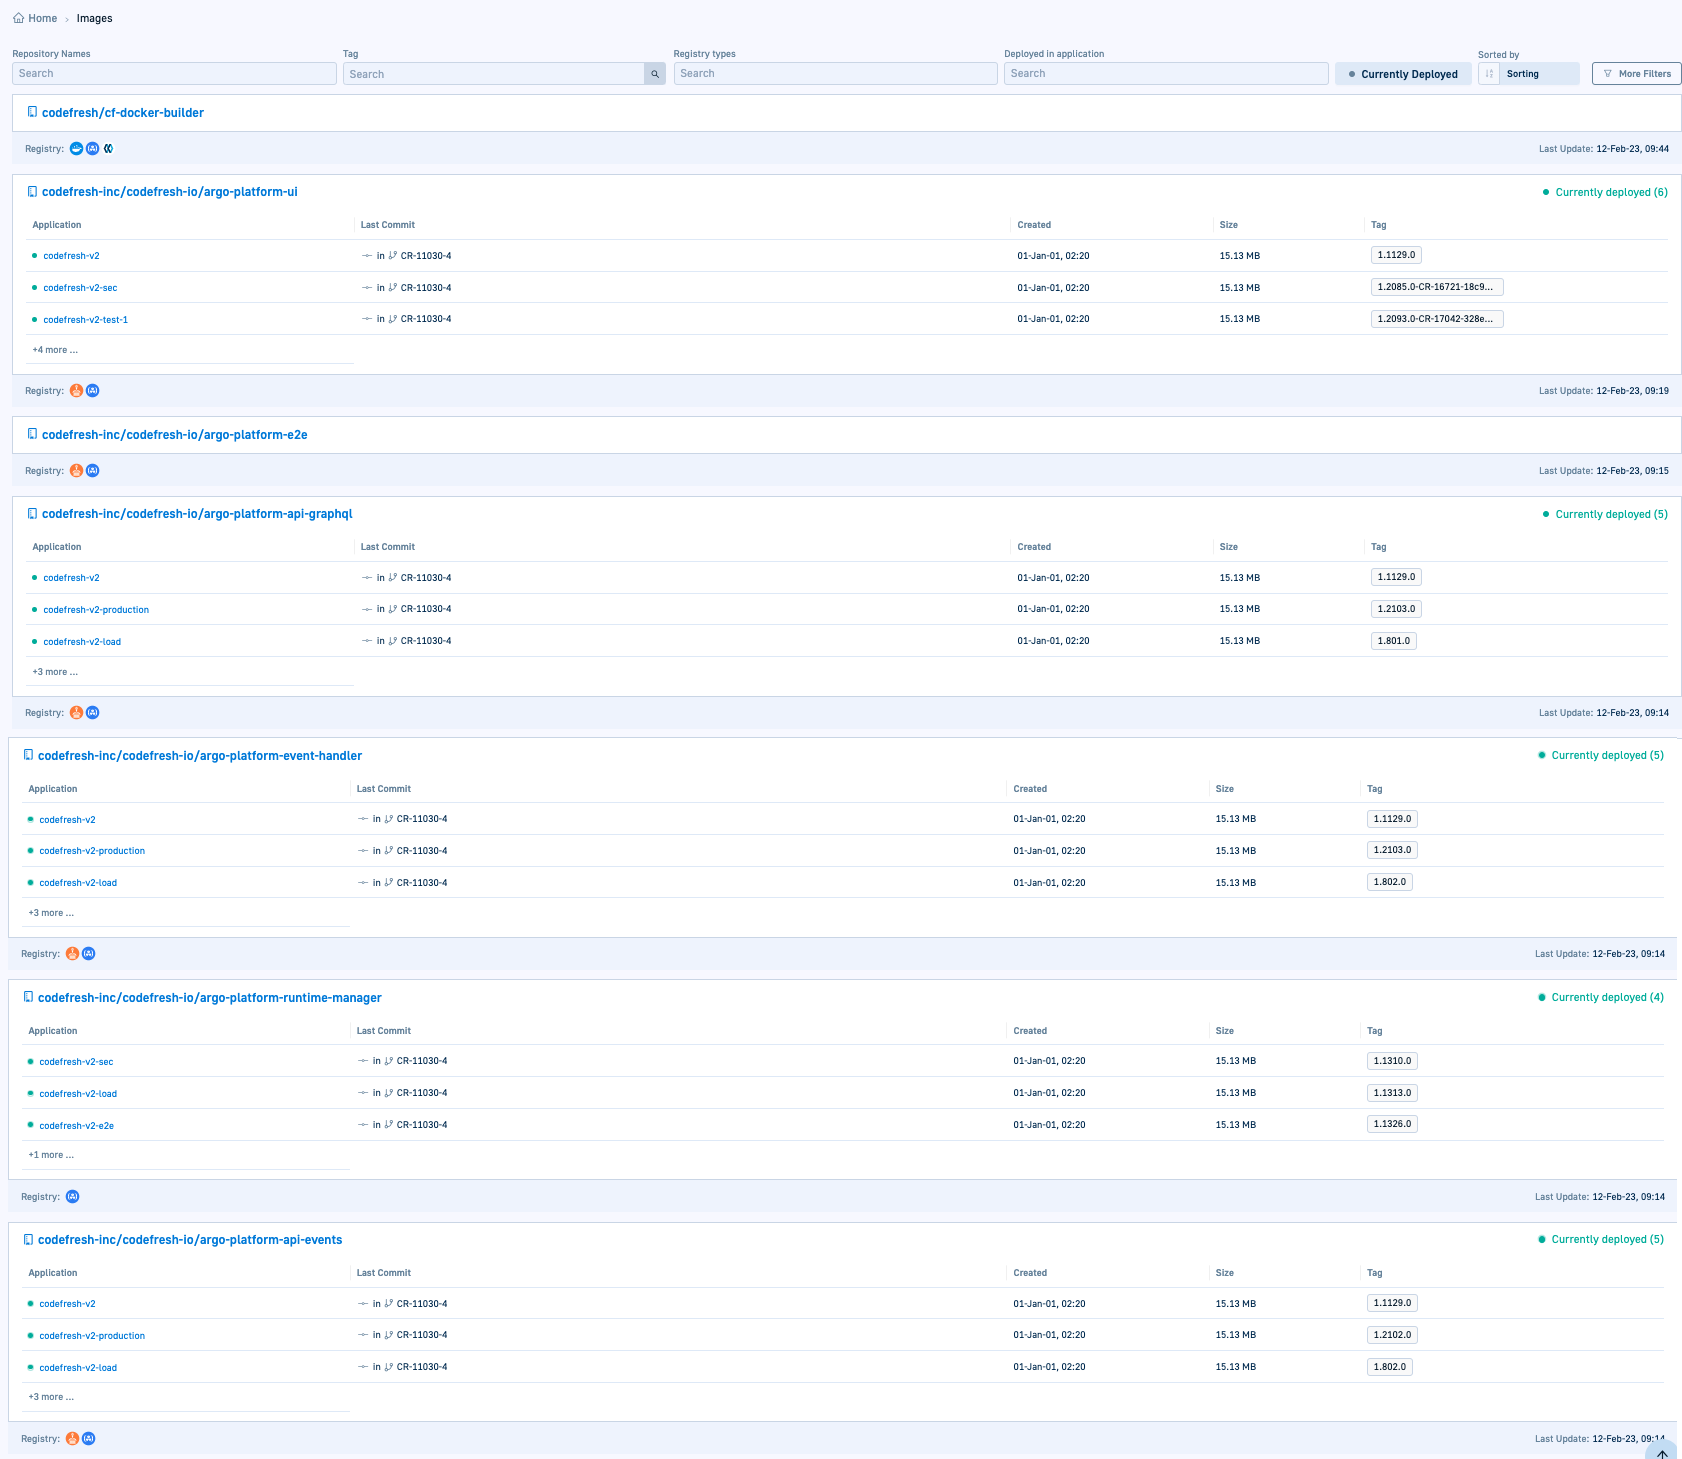 Home › Images
Repository Names Tag Registry types Deployed in application Sorted by
Search Search Search Search Currently Deployed Sorting More Filters
codefresh/cf-docker-builder
Registry: Last Update: 12-Feb-23, 09:44
codefresh-inc/codefresh-io/argo-platform-ui Currently deployed (6)
Application Last Commit Created Size Tag
codefresh-v2 in CR-11030-4 01-Jan-01, 02:20 15.13 MB 1.1129.0
codefresh-v2-sec in CR-11030-4 01-Jan-01, 02:20 15.13 MB 1.2085.0-CR-16721-18c9...
codefresh-v2-test-1 in CR-11030-4 01-Jan-01, 02:20 15.13 MB 1.2093.0-CR-17042-328e...
+4 more ...
Registry: Last Update: 12-Feb-23, 09:19
codefresh-inc/codefresh-io/argo-platform-e2e
Registry: Last Update: 12-Feb-23, 09:15
codefresh-inc/codefresh-io/argo-platform-api-graphql Currently deployed (5)
Application Last Commit Created Size Tag
codefresh-v2 in CR-11030-4 01-Jan-01, 02:20 15.13 MB 1.1129.0
codefresh-v2-production in CR-11030-4 01-Jan-01, 02:20 15.13 MB 1.2103.0
codefresh-v2-load in CR-11030-4 01-Jan-01, 02:20 15.13 MB 1.801.0
+3 more ...
Registry: Last Update: 12-Feb-23, 09:14
codefresh-inc/codefresh-io/argo-platform-event-handler Currently deployed (5)
Application Last Commit Created Size Tag
codefresh-v2 in CR-11030-4 01-Jan-01, 02:20 15.13 MB 1.1129.0
codefresh-v2-production in CR-11030-4 01-Jan-01, 02:20 15.13 MB 1.2103.0
codefresh-v2-load in CR-11030-4 01-Jan-01, 02:20 15.13 MB 1.802.0
+3 more ...
Registry: Last Update: 12-Feb-23, 09:14
codefresh-inc/codefresh-io/argo-platform-runtime-manager Currently deployed (4)
Application Last Commit Created Size Tag
codefresh-v2-sec in CR-11030-4 01-Jan-01, 02:20 15.13 MB 1.1310.0
codefresh-v2-load in CR-11030-4 01-Jan-01, 02:20 15.13 MB 1.1313.0
codefresh-v2-e2e in CR-11030-4 01-Jan-01, 02:20 15.13 MB 1.1326.0
+1 more ...
Registry: Last Update: 12-Feb-23, 09:14
codefresh-inc/codefresh-io/argo-platform-api-events Currently deployed (5)
Application Last Commit Created Size Tag
codefresh-v2 in CR-11030-4 01-Jan-01, 02:20 15.13 MB 1.1129.0
codefresh-v2-production in CR-11030-4 01-Jan-01, 02:20 15.13 MB 1.2102.0
codefresh-v2-load in CR-11030-4 01-Jan-01, 02:20 15.13 MB 1.802.0
+3 more ...
Registry: Last Update: 12-Feb-23, 09:14